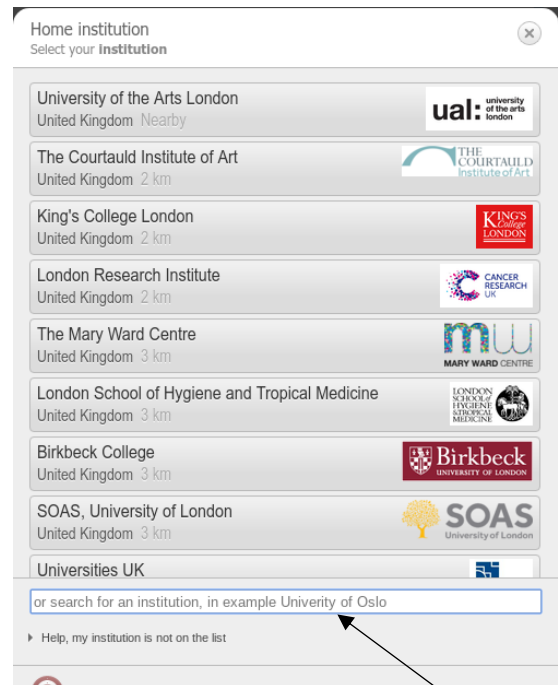 Home institution
Select your institution
University of the Arts London
United Kingdom Nearby
ual: university of the arts london
The Courtauld Institute of Art
United Kingdom 2 km
THE COURTAULD Institute of Art
King's College London
United Kingdom 2 km
KING'S College LONDON
London Research Institute
United Kingdom 2 km
CANCER RESEARCH UK
The Mary Ward Centre
United Kingdom 3 km
mw MARY WARD CENTRE
London School of Hygiene and Tropical Medicine
United Kingdom 3 km
LONDON SCHOOL of HYGIENE & TROPICAL MEDICINE
Birkbeck College
United Kingdom 3 km
Birkbeck UNIVERSITY OF LONDON
SOAS, University of London
United Kingdom 3 km
SOAS University of London
Universities UK
or search for an institution, in example Univerity of Oslo
Help, my institution is not on the list